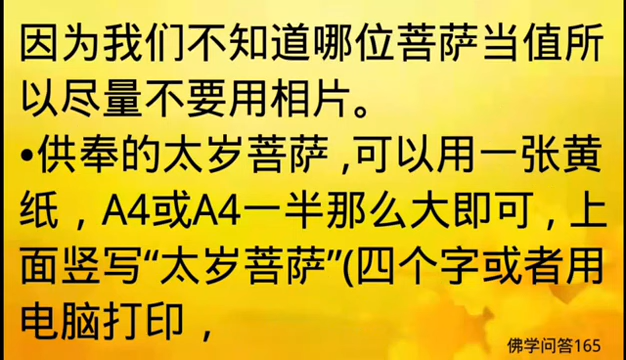 因为我们不知道哪位菩萨当值所
以尽量不要用相片。
•供奉的太岁菩萨 ,可以用一张黄
纸，A4或A4一半那么大即可 , 上
面竖写“太岁菩萨”(四个字或者用
电脑打印，
佛学问答165